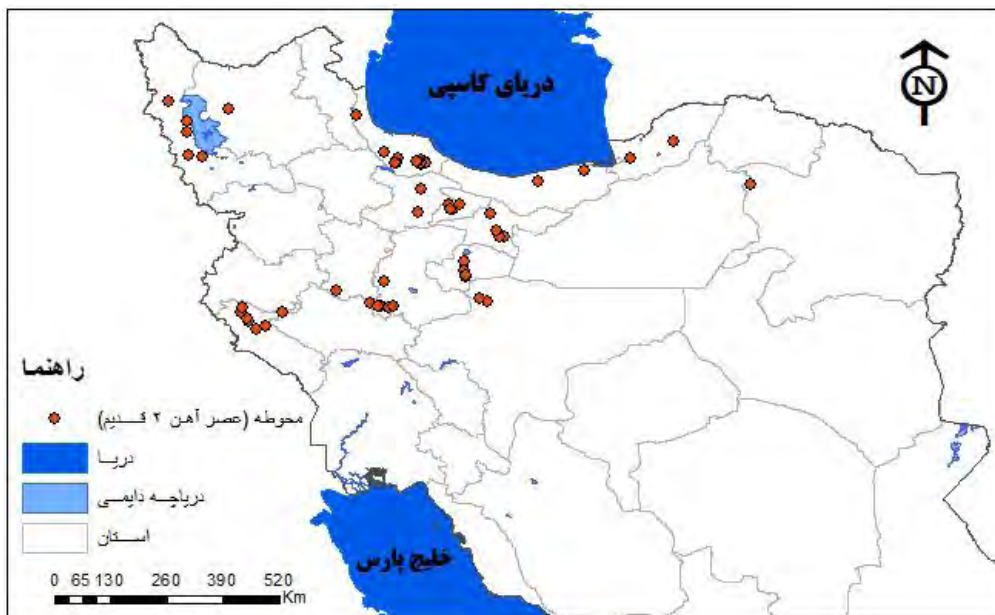 دریای کاسپی
N
راهنما
محوطه (عصر آهن ۲ قدیم)
دریا
دریاچه دایمی
استان
خلیج پارس
0 65 130 260 390 520
Km